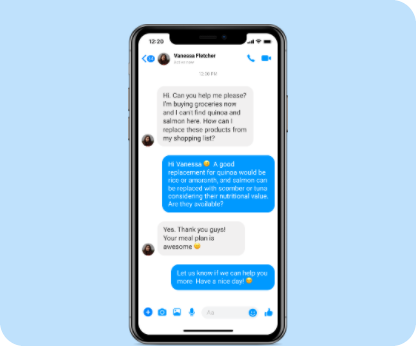 12:20
Vanessa Fletcher
12:20 PM
Hi. Can you help me please?
I'm buying groceries now
and I can't find quinoa and
salmon here. How can I
replace these products from
my shopping list?
Hi Vanessa 😊 A good
replacement for quinoa would be
rice or amaranth, and salmon can
be replaced with scomber or tuna
considering their nutritional value.
Are they available?
Yes. Thank you guys!
Your meal plan is
awesome 😊
Let us know if we can help you
more Have a nice day! 😊
Aa